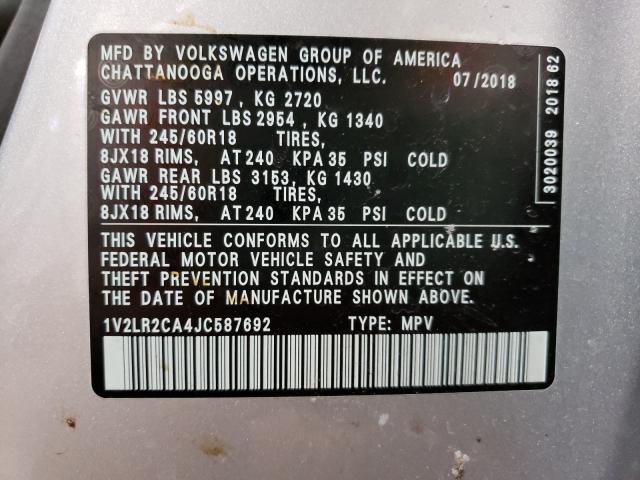 MFD BY VOLKSWAGEN GROUP OF AMERICA
CHATTANOOGA OPERATIONS, LLC. 07/2018
GVWR LBS 5997, KG 2720
GAWR FRONT LBS 2954, KG 1340
WITH 245/60R18 TIRES,
8JX18 RIMS, AT 240 KPA 35 PSI COLD
GAWR REAR LBS 3153, KG 1430
WITH 245/60R18 TIRES,
8JX18 RIMS, AT 240 KPA 35 PSI COLD
THIS VEHICLE CONFORMS TO ALL APPLICABLE U.S.
FEDERAL MOTOR VEHICLE SAFETY AND
THEFT PREVENTION STANDARDS IN EFFECT ON
THE DATE OF MANUFACTURE SHOWN ABOVE.
1V2LR2CA4JC587692 TYPE: MPV
3020039 2018 62